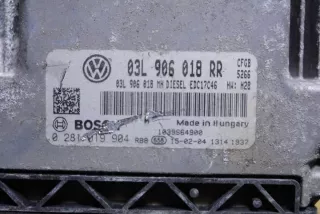 03L 906 018 RR
CFGB
5266
03L 906 018 MH DIESEL EDC17C46 HW: H20
BOSCH
Made in Hungary
1039S64900
0 281 019 904 A98 15-02-04 1314 1937